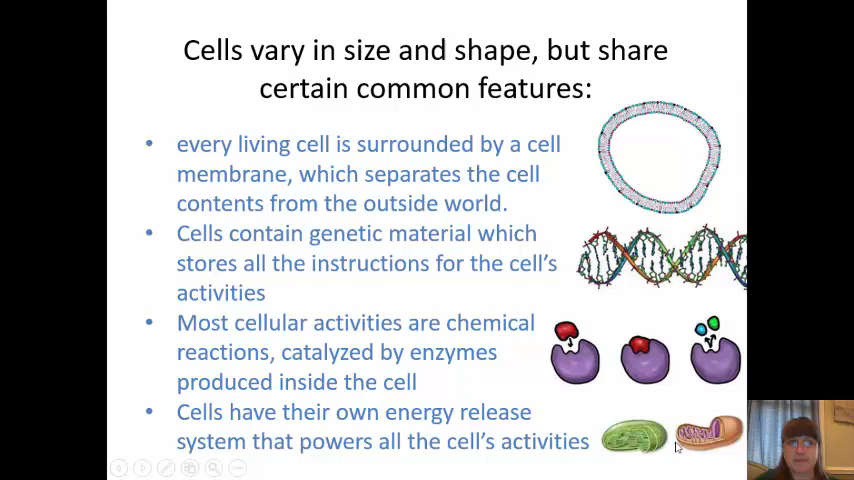 Cells vary in size and shape, but share
certain common features:
• every living cell is surrounded by a cell
membrane, which separates the cell
contents from the outside world.
• Cells contain genetic material which
stores all the instructions for the cell's
activities
• Most cellular activities are chemical
reactions, catalyzed by enzymes
produced inside the cell
• Cells have their own energy release
system that powers all the cell's activities